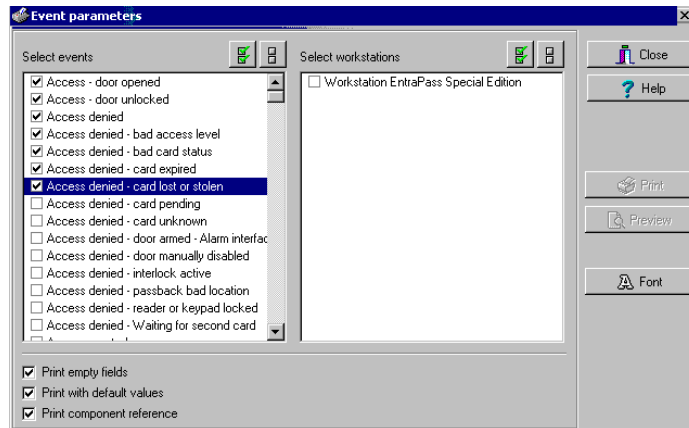 Event parameters
Select events
Select workstations
Access - door opened
Access - door unlocked
Access denied
Access denied - bad access level
Access denied - bad card status
Access denied - card expired
Access denied - card lost or stolen
Access denied - card pending
Access denied - card unknown
Access denied - door armed - Alarm interfac
Access denied - door manually disabled
Access denied - interlock active
Access denied - passback bad location
Access denied - reader or keypad locked
Access denied - Waiting for second card
Workstation EntraPass Special Edition
Close
Help
Print
Preview
Font
Print empty fields
Print with default values
Print component reference